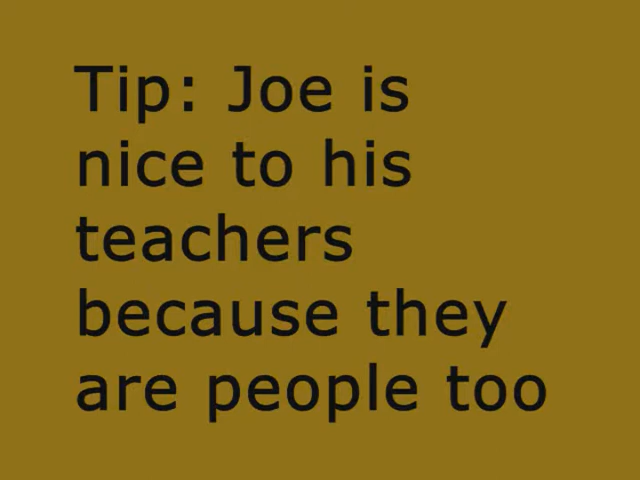 Tip: Joe is
nice to his
teachers
because they
are people too